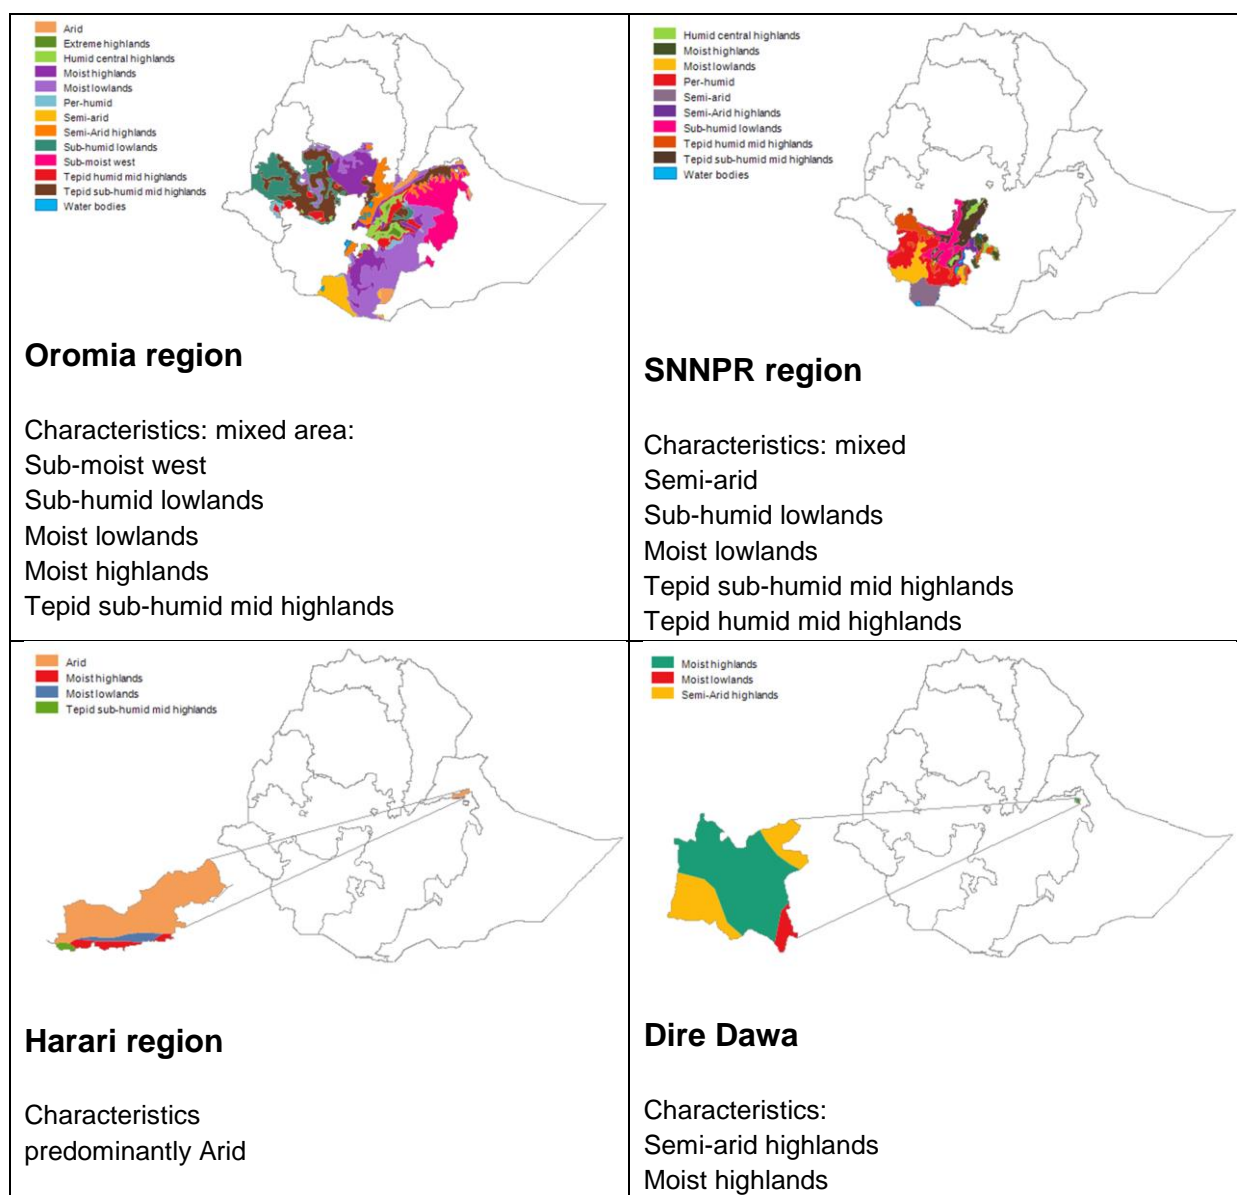 Arid
Extreme highlands
Humid central highlands
Moist highlands
Moist lowlands
Per-humid
Semi-arid
Semi-Arid highlands
Sub-humid lowlands
Sub-moist west
Tepid humid mid highlands
Tepid sub-humid mid highlands
Water bodies
Oromia region
Characteristics: mixed area:
Sub-moist west
Sub-humid lowlands
Moist lowlands
Moist highlands
Tepid sub-humid mid highlands
Humid central highlands
Moist highlands
Moist lowlands
Per-humid
Semi-arid
Semi-Arid highlands
Sub-humid lowlands
Tepid humid mid highlands
Tepid sub-humid mid highlands
Water bodies
SNNPR region
Characteristics: mixed
Semi-arid
Sub-humid lowlands
Moist lowlands
Tepid sub-humid mid highlands
Tepid humid mid highlands
Arid
Moist highlands
Moist lowlands
Tepid sub-humid mid highlands
Harari region
Characteristics
predominantly Arid
Moist highlands
Moist lowlands
Semi-Arid highlands
Dire Dawa
Characteristics:
Semi-arid highlands
Moist highlands